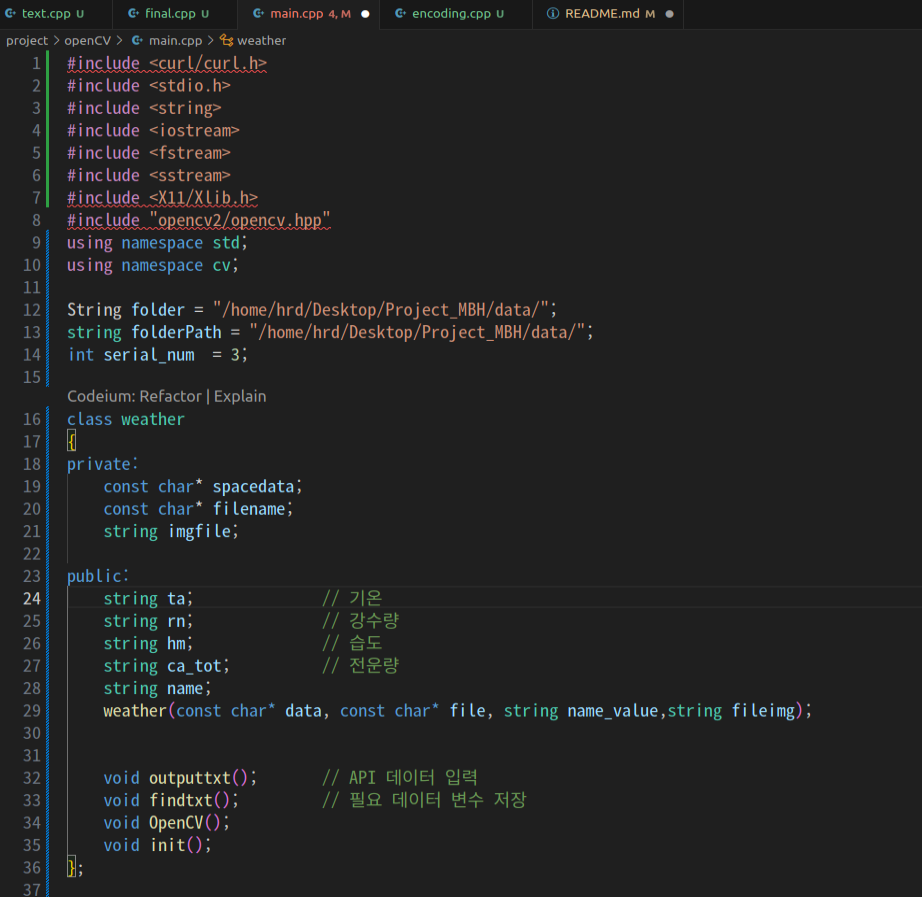 text.cpp U final.cpp U main.cpp 4, M encoding.cpp U README.md M
project > openCV > main.cpp > weather
1 #include <curl/curl.h>
2 #include <stdio.h>
3 #include <string>
4 #include <iostream>
5 #include <fstream>
6 #include <sstream>
7 #include <X11/Xlib.h>
8 #include "opencv2/opencv.hpp"
9 using namespace std;
10 using namespace cv;
11
12 String folder = "/home/hrd/Desktop/Project_MBH/data/";
13 string folderPath = "/home/hrd/Desktop/Project_MBH/data/";
14 int serial_num  = 3;
15
Codeium: Refactor | Explain
16 class weather
17 {
18 private:
19     const char* spacedata;
20     const char* filename;
21     string imgfile;
22
23 public:
24     string ta;              // 기온
25     string rn;              // 강수량
26     string hm;              // 습도
27     string ca_tot;          // 전운량
28     string name;
29     weather(const char* data, const char* file, string name_value,string fileimg);
30
31
32     void outputtxt();       // API 데이터 입력
33     void findtxt();         // 필요 데이터 변수 저장
34     void OpenCV();
35     void init();
36 };
37